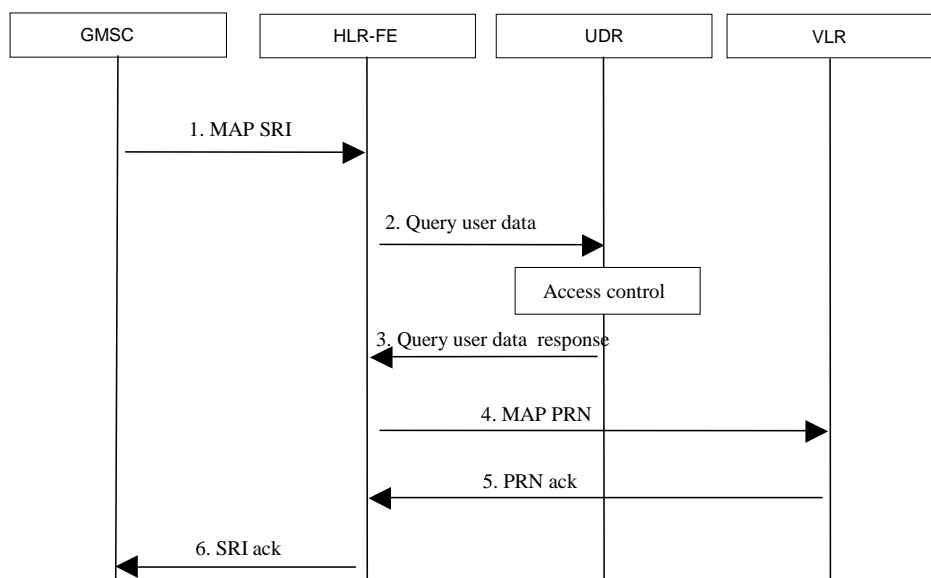 GMSC
HLR-FE
UDR
VLR
1. MAP SRI
2. Query user data
Access control
3. Query user data  response
4. MAP PRN
5. PRN ack
6. SRI ack